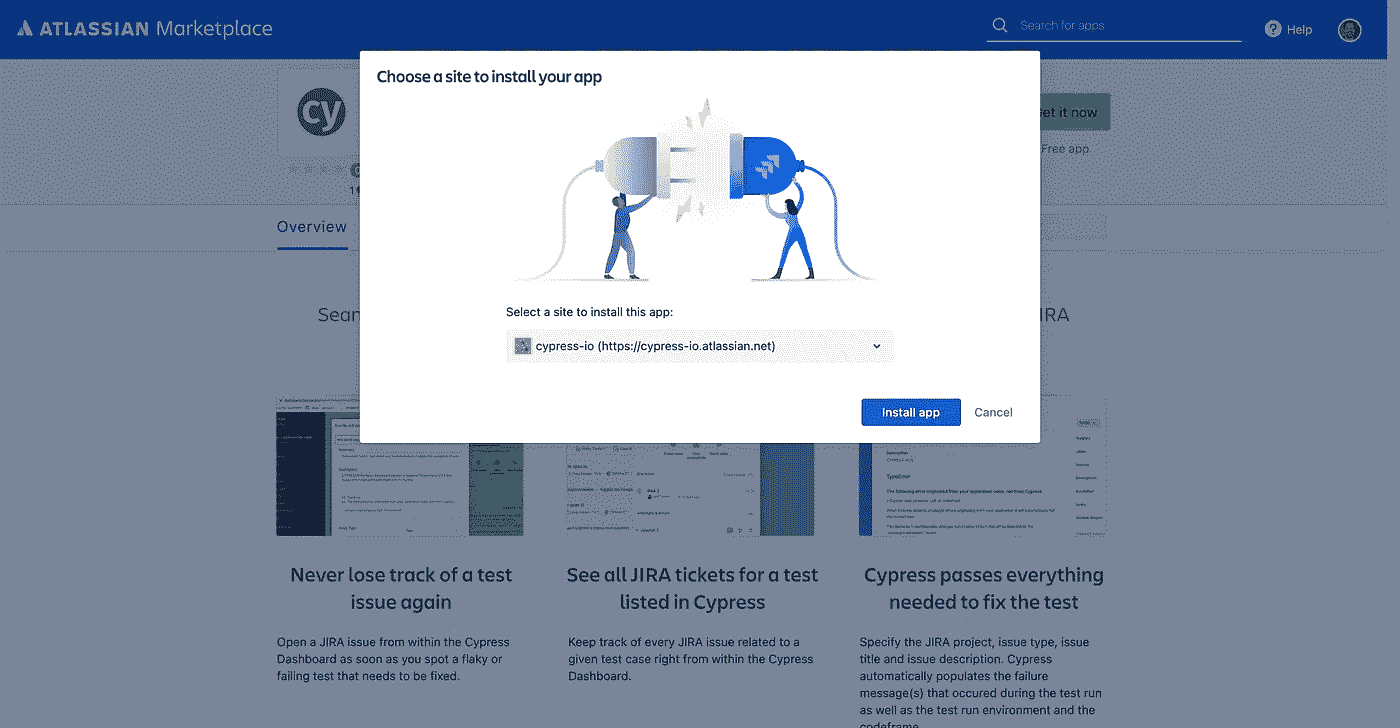 ATLASSIAN Marketplace
Search for apps
Help
Choose a site to install your app
cy
et it now
Free app
Overview
Select a site to install this app:
cypress-io (https://cypress-io.atlassian.net)
Install app
Cancel
Never lose track of a test
issue again
Open a JIRA issue from within the Cypress
Dashboard as soon as you spot a flaky or
failing test that needs to be fixed.
See all JIRA tickets for a test
listed in Cypress
Keep track of every JIRA issue related to a
given test case right from within the Cypress
Dashboard.
Cypress passes everything
needed to fix the test
Specify the JIRA project, issue type, issue
title and issue description. Cypress
automatically populates the failure
message(s) that occured during the test run
as well as the test run environment and the
codeframe.